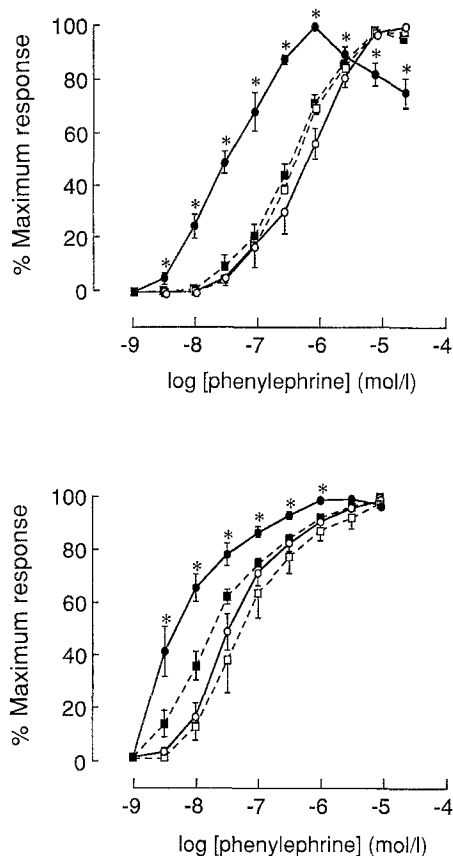 % Maximum response
100
80
60
40
20
0
* * * * * * * * *
-9 -8 -7 -6 -5 -4
log [phenylephrine] (mol/l)
% Maximum response
100
80
60
40
20
0
* * * * * *
-9 -8 -7 -6 -5 -4
log [phenylephrine] (mol/l)